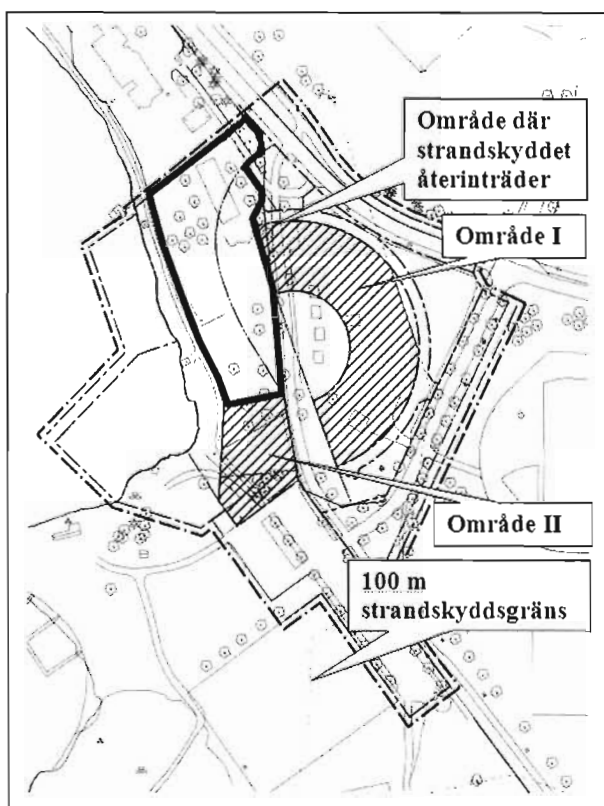 Område där
strandskyddet
återinträder
Område I
Område II
100 m
strandskyddsgräns